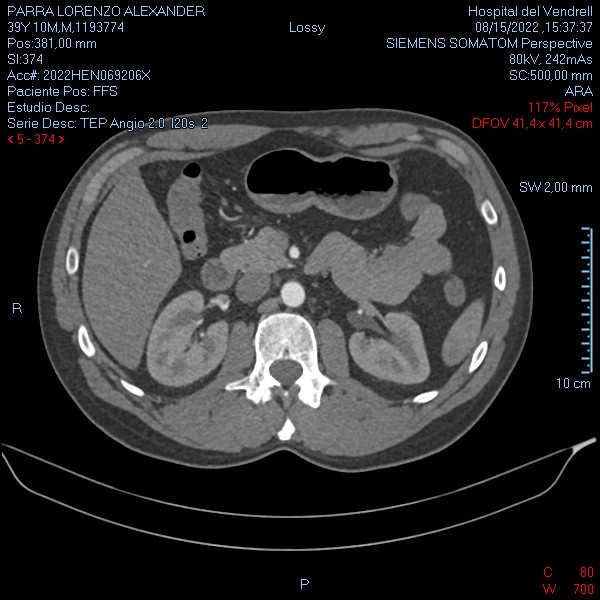 PARRA LORENZO ALEXANDER
39Y 10M,M,1193774
Pos:381,00 mm
SI:374
Acc#: 2022HEN069206X
Paciente Pos: FFS
Estudio Desc:
Serie Desc: TEP Angio 2.0 I20s 2
< 5 - 374 >
Lossy
Hospital del Vendrell
08/15/2022 ,15:37:37
SIEMENS SOMATOM Perspective
80kV, 242mAs
SC:500,00 mm
ARA
117% Pixel
DFOV 41,4 x 41,4 cm
SW 2,00 mm
R
10 cm
P
C 80
W 700